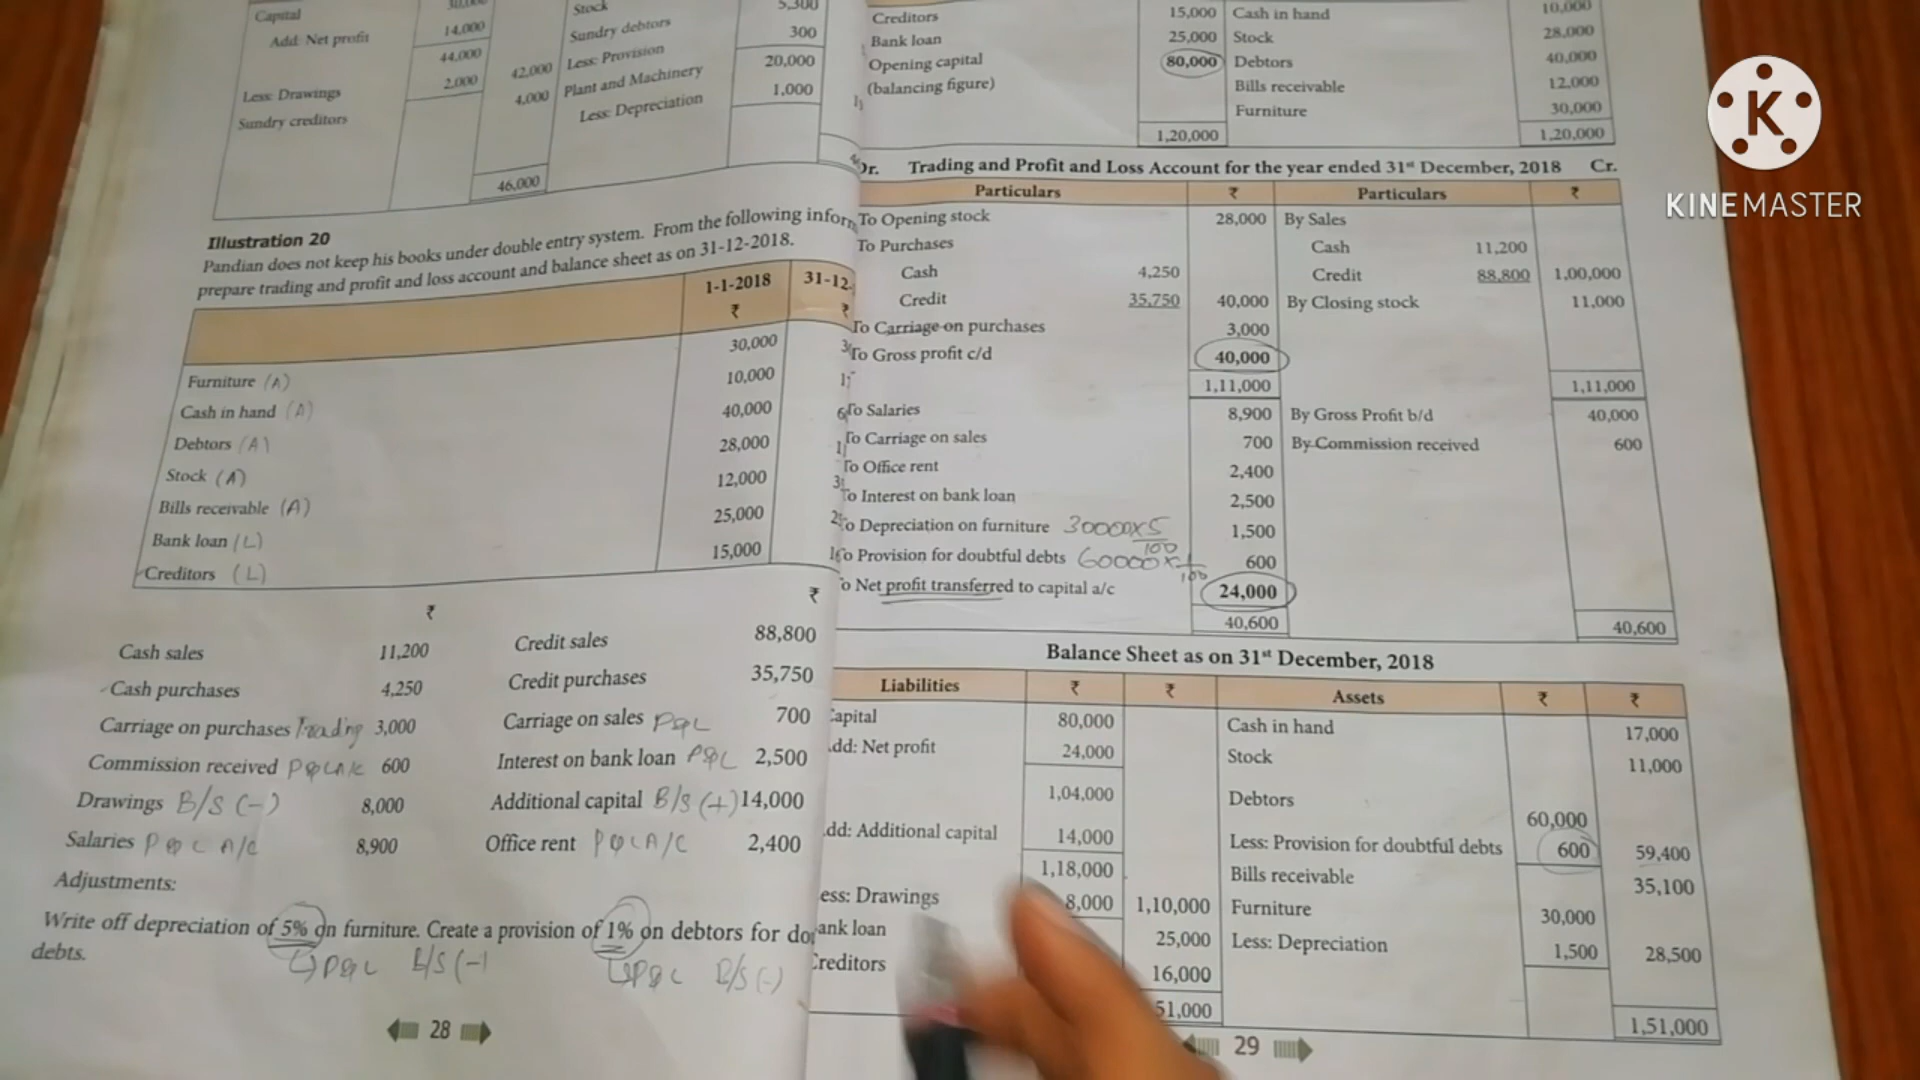 Capital
Add: Net profit 14,000
44,000
Less: Drawings 2,000 42,000
Sundry creditors 4,000
46,000
Stock 5,300
Sundry debtors 300
Less: Provision 20,000
Plant and Machinery 1,000
Less: Depreciation
Illustration 20
Pandian does not keep his books under double entry system. From the following inform
prepare trading and profit and loss account and balance sheet as on 31-12-2018.
1-1-2018 31-12
₹ ₹
Furniture (A) 30,000
Cash in hand (A) 10,000
Debtors (A) 40,000
Stock (A) 28,000
Bills receivable (A) 12,000
Bank loan (L) 25,000
Creditors (L) 15,000
₹ ₹
Cash sales 11,200 Credit sales 88,800
Cash purchases 4,250 Credit purchases 35,750
Carriage on purchases Trading 3,000 Carriage on sales P&L 700
Commission received P&L A/c 600 Interest on bank loan P&L 2,500
Drawings B/S (-) 8,000 Additional capital B/S (+) 14,000
Salaries P&L A/C 8,900 Office rent P&L A/C 2,400
Adjustments:
Write off depreciation of 5% on furniture. Create a provision of 1% on debtors for do
debts.
P&L B/S (-) P&L B/S (-)
28
Creditors 15,000 Cash in hand 10,000
Bank loan 25,000 Stock 28,000
Opening capital 80,000 Debtors 40,000
(balancing figure) Bills receivable 12,000
Furniture 30,000
1,20,000 1,20,000
Dr. Trading and Profit and Loss Account for the year ended 31st December, 2018 Cr.
Particulars ₹ Particulars ₹
To Opening stock 28,000 By Sales
To Purchases Cash 11,200
Cash 4,250 Credit 88,800 1,00,000
Credit 35,750 40,000 By Closing stock 11,000
To Carriage on purchases 3,000
To Gross profit c/d 40,000
1,11,000 1,11,000
To Salaries 8,900 By Gross Profit b/d 40,000
To Carriage on sales 700 By Commission received 600
To Office rent 2,400
To Interest on bank loan 2,500
To Depreciation on furniture 30000x5/100 1,500
To Provision for doubtful debts 60000x1/100 600
To Net profit transferred to capital a/c 24,000
40,600 40,600
Balance Sheet as on 31st December, 2018
Liabilities ₹ ₹ Assets ₹ ₹
Capital 80,000 Cash in hand 17,000
Add: Net profit 24,000 Stock 11,000
1,04,000 Debtors 60,000
Add: Additional capital 14,000 Less: Provision for doubtful debts 600 59,400
1,18,000 Bills receivable 35,100
Less: Drawings 8,000 1,10,000 Furniture 30,000
Bank loan 25,000 Less: Depreciation 1,500 28,500
Creditors 16,000
51,000 1,51,000
29
K
KINEMASTER